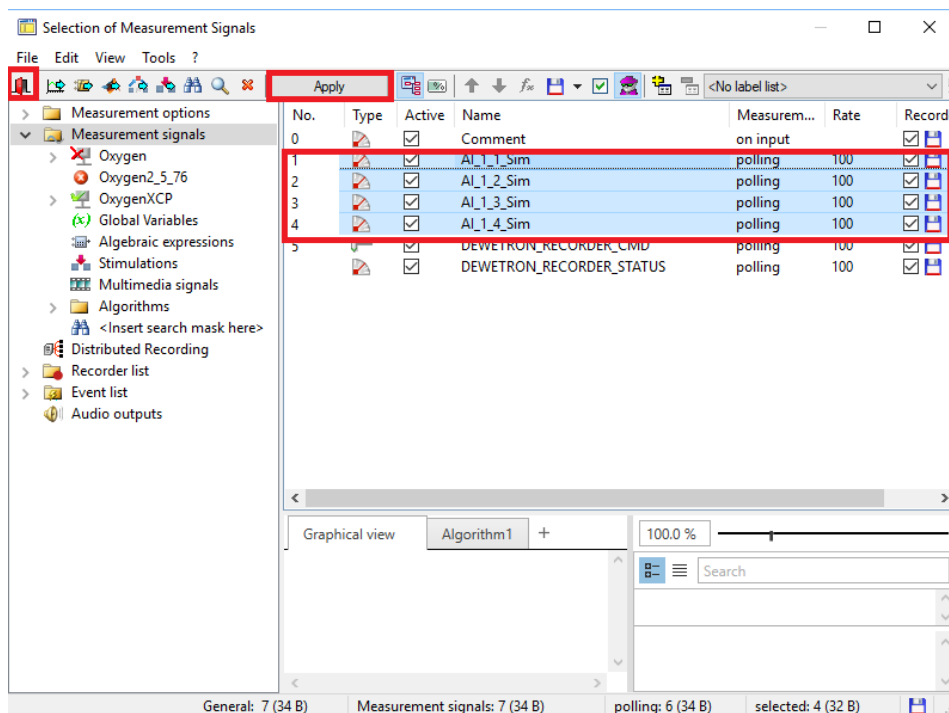 Selection of Measurement Signals
File Edit View Tools ?
Apply
<No label list>
Measurement options
Measurement signals
Oxygen
Oxygen2_5_76
OxygenXCP
(x) Global Variables
Algebraic expressions
Stimulations
Multimedia signals
Algorithms
<Insert search mask here>
Distributed Recording
Recorder list
Event list
Audio outputs
No. Type Active Name Measurem... Rate Record
0 Comment on input
1 AI_1_1_Sim polling 100
2 AI_1_2_Sim polling 100
3 AI_1_3_Sim polling 100
4 AI_1_4_Sim polling 100
5 DEWETRON_RECORDER_CMD polling 100
DEWETRON_RECORDER_STATUS polling 100
Graphical view Algorithm1 +
100.0 %
Search
General: 7 (34 B) Measurement signals: 7 (34 B) polling: 6 (34 B) selected: 4 (32 B)